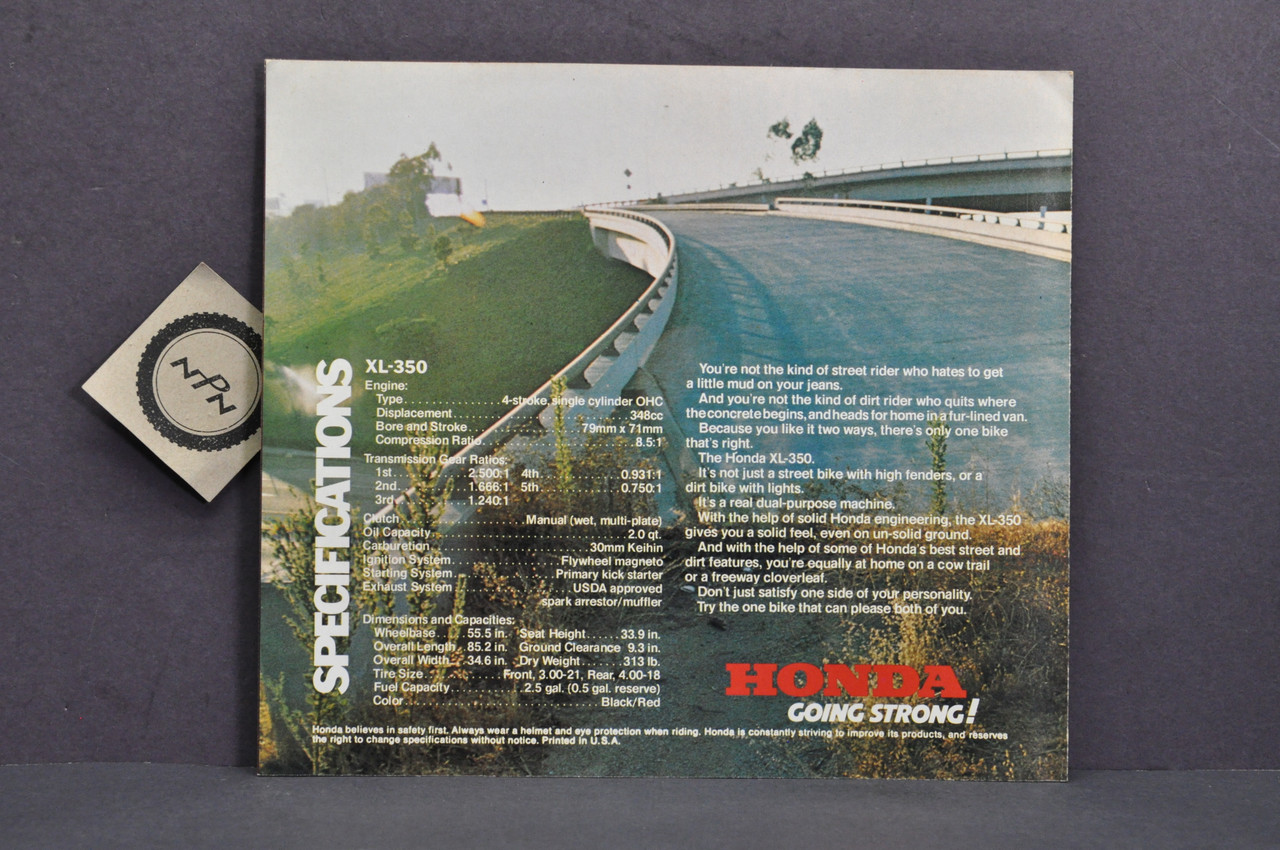 NPN
SPECIFICATIONS
XL-350
Engine:
Type . . . . . . . . . . . . . . . 4-stroke, single cylinder OHC
Displacement . . . . . . . . . . . . . . . 348cc
Bore and Stroke . . . . . . . . . . . . . . . 79mm x 71mm
Compression Ratio . . . . . . . . . . . . . . . 8.5:1
Transmission Gear Ratios:
1st . . . . . . . . . . 2.500:1 4th . . . . . . . . . . 0.931:1
2nd . . . . . . . . . . 1.666:1 5th . . . . . . . . . . 0.750:1
3rd . . . . . . . . . . 1.240:1
Clutch . . . . . . . . . . . . . . . Manual (wet, multi-plate)
Oil Capacity . . . . . . . . . . . . . . . 2.0 qt.
Carburetion . . . . . . . . . . . . . . . 30mm Keihin
Ignition System . . . . . . . . . . . . . . . Flywheel magneto
Starting System . . . . . . . . . . . . . . . Primary kick starter
Exhaust System . . . . . . . . . . . . . . . USDA approved
spark arrestor/muffler
Dimensions and Capacities:
Wheelbase . . . . 55.5 in. Seat Height . . . . . . 33.9 in.
Overall Length . . 85.2 in. Ground Clearance 9.3 in.
Overall Width . . 34.6 in. Dry Weight . . . . . . . 313 lb.
Tire Size . . . . . . . . . . Front, 3.00-21, Rear, 4.00-18
Fuel Capacity . . . . . . . . . . 2.5 gal. (0.5 gal. reserve)
Color . . . . . . . . . . . . . . . Black/Red
You're not the kind of street rider who hates to get
a little mud on your jeans.
And you're not the kind of dirt rider who quits where
the concrete begins, and heads for home in a fur-lined van.
Because you like it two ways, there's only one bike
that's right.
The Honda XL-350.
It's not just a street bike with high fenders, or a
dirt bike with lights.
It's a real dual-purpose machine.
With the help of solid Honda engineering, the XL-350
gives you a solid feel, even on un-solid ground.
And with the help of some of Honda's best street and
dirt features, you're equally at home on a cow trail
or a freeway cloverleaf.
Don't just satisfy one side of your personality.
Try the one bike that can please both of you.
HONDA
GOING STRONG!
Honda believes in safety first. Always wear a helmet and eye protection when riding. Honda is constantly striving to improve its products, and reserves
the right to change specifications without notice. Printed in U.S.A.